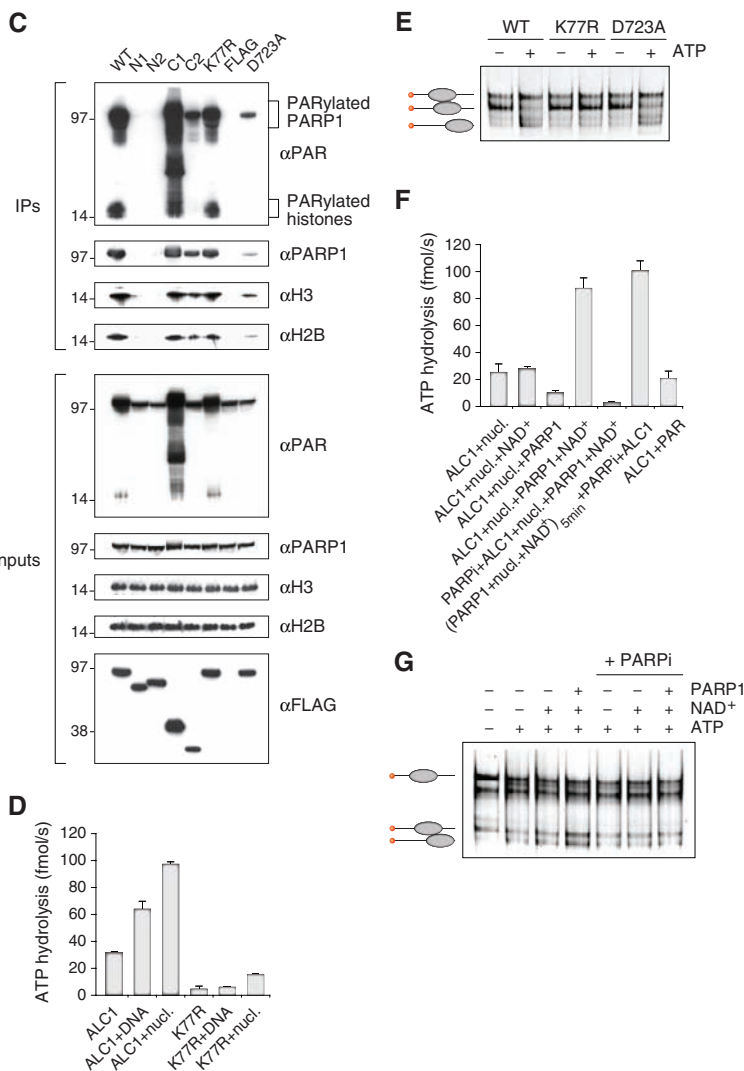 C
WT N1 N2 C1 C2 K77R FLAG D723A
IPs
97
14
PARylated
PARP1
αPAR
PARylated
histones
97
αPARP1
14
αH3
14
αH2B
nputs
97
14
αPAR
97
αPARP1
14
αH3
14
αH2B
97
38
αFLAG
D
ATP hydrolysis (fmol/s)
120
100
80
60
40
20
0
ALC1
ALC1+DNA
ALC1+nucl.
K77R
K77R+DNA
K77R+nucl.
E
WT K77R D723A
– + – + – + ATP
F
ATP hydrolysis (fmol/s)
120
100
80
60
40
20
0
ALC1+nucl.
ALC1+nucl.+NAD+
ALC1+nucl.+PARP1
ALC1+nucl.+PARP1+NAD+
PARPi+ALC1+nucl.+PARP1+NAD+
(PARP1+nucl.+NAD+)5min+PARPi+ALC1
ALC1+PAR
G
+ PARPi
– – – + – – + PARP1
– – + + – + + NAD+
– + + + + + + ATP